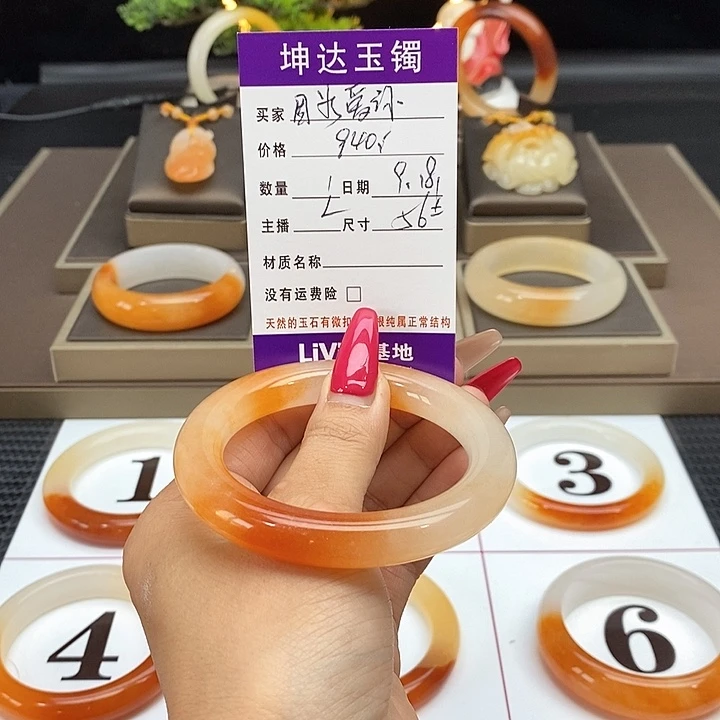 坤达玉镯
买家
价格 940
数量 1 日期 9.18
主播 尺寸 56
材质名称
没有运费险
天然的玉石有微 纯属正常结构
LiV 基地
1
3
4
6